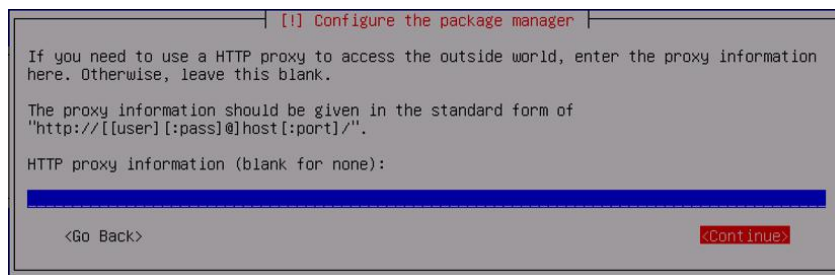 [!] Configure the package manager
If you need to use a HTTP proxy to access the outside world, enter the proxy information
here. Otherwise, leave this blank.
The proxy information should be given in the standard form of
"http://[[user][:pass]@]host[:port]/".
HTTP proxy information (blank for none):
<Go Back> <Continue>